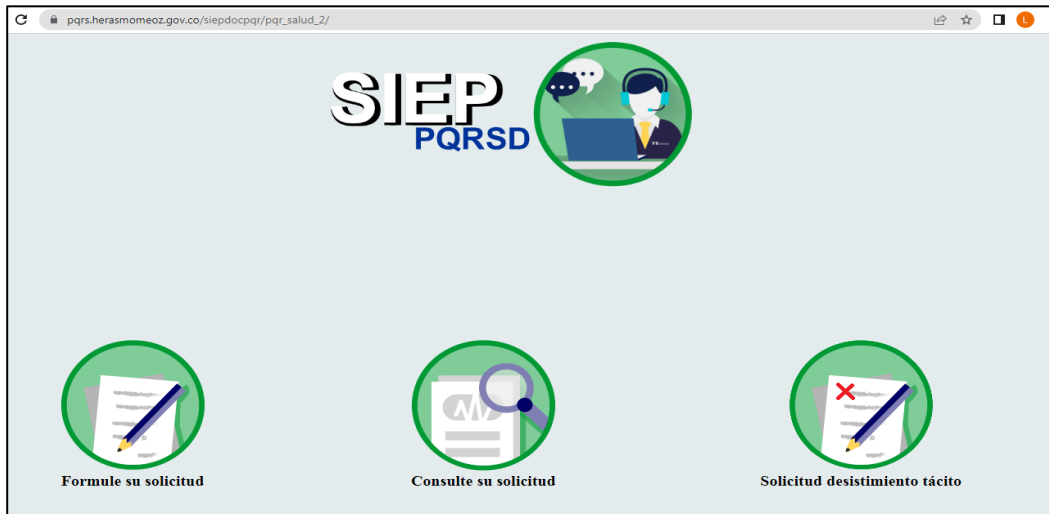 pqrs.herasmomeoz.gov.co/siepdocpqr/pqr_salud_2/
L
SIEP
PQRSD
Formule su solicitud
Consulte su solicitud
Solicitud desistimiento tácito